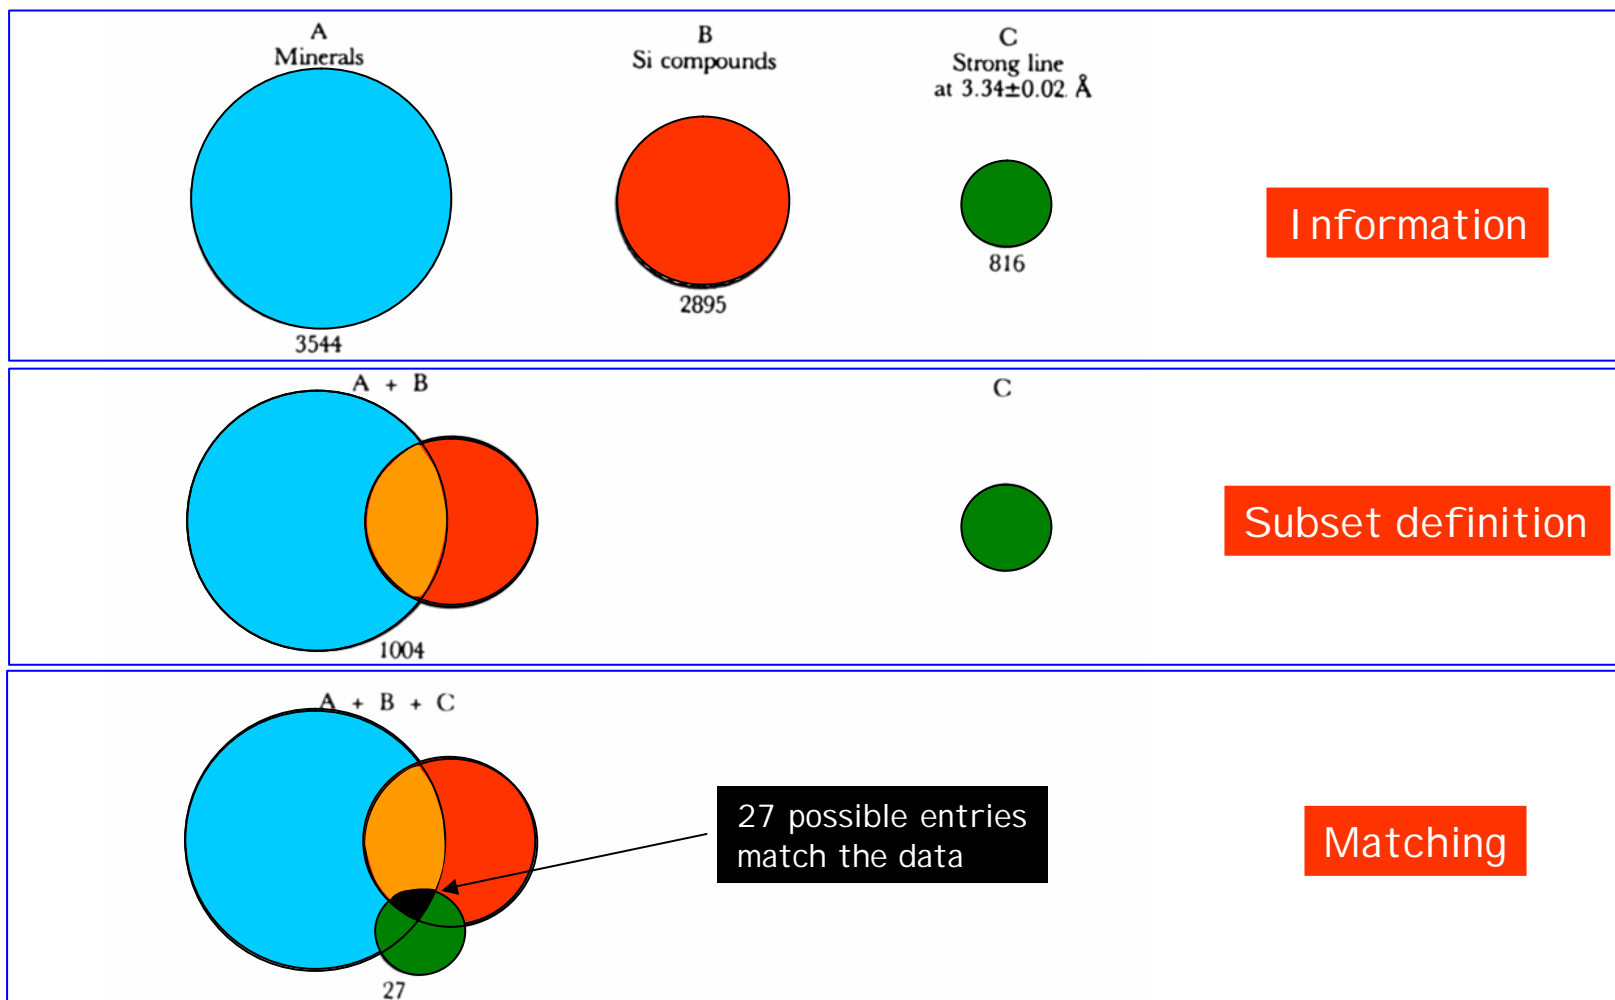 A
Minerals
B
Si compounds
C
Strong line
at 3.34±0.02 Å
3544
2895
816
Information
A + B
C
1004
Subset definition
A + B + C
27 possible entries
match the data
27
Matching